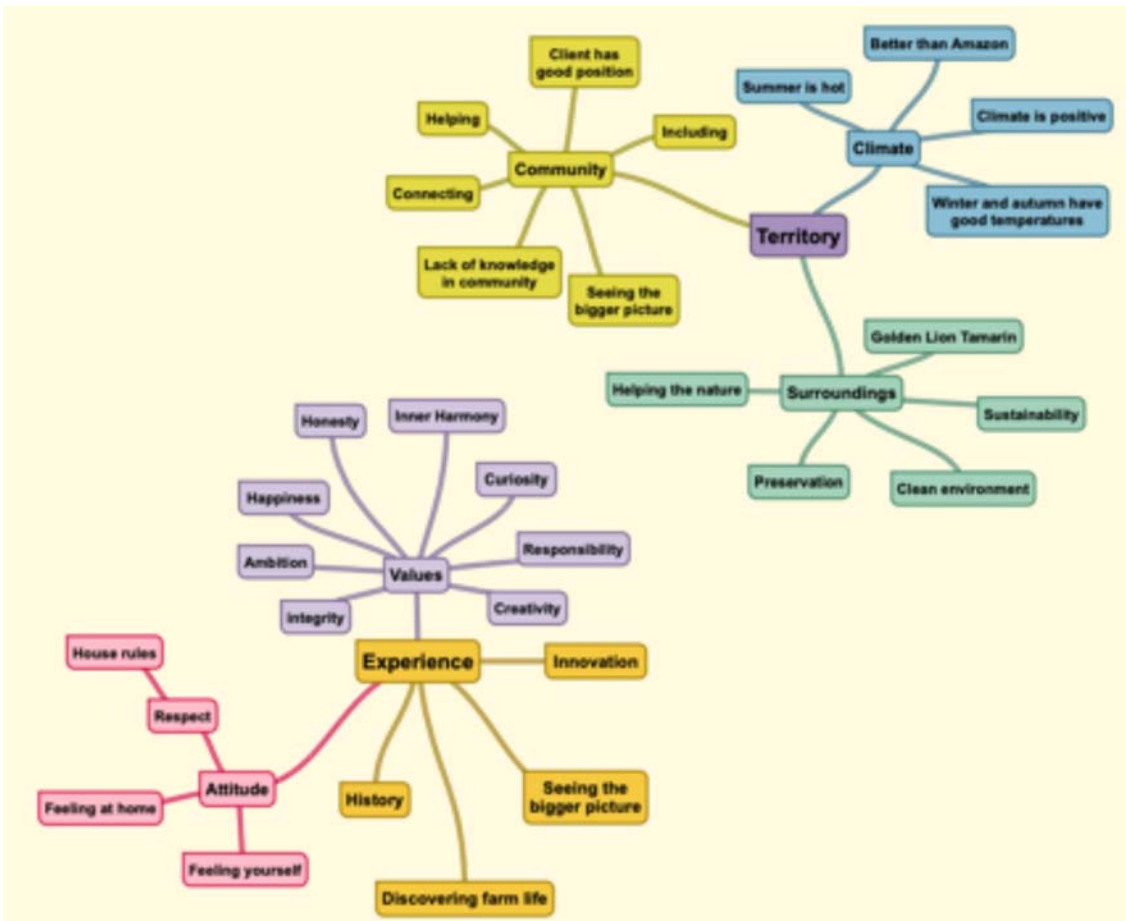 Better than Amazon
Client has
good position
Summer is hot
Climate is positive
Helping
Including
Climate
Community
Connecting
Winter and autumn have
good temperatures
Territory
Lack of knowledge
in community
Seeing the
bigger picture
Golden Lion Tamarin
Helping the nature
Surroundings
Sustainability
Preservation
Clean environment
Honesty
Inner Harmony
Curiosity
Happiness
Responsibility
Ambition
Values
Creativity
integrity
House rules
Experience
Innovation
Respect
Attitude
Feeling at home
History
Seeing the
bigger picture
Feeling yourself
Discovering farm life